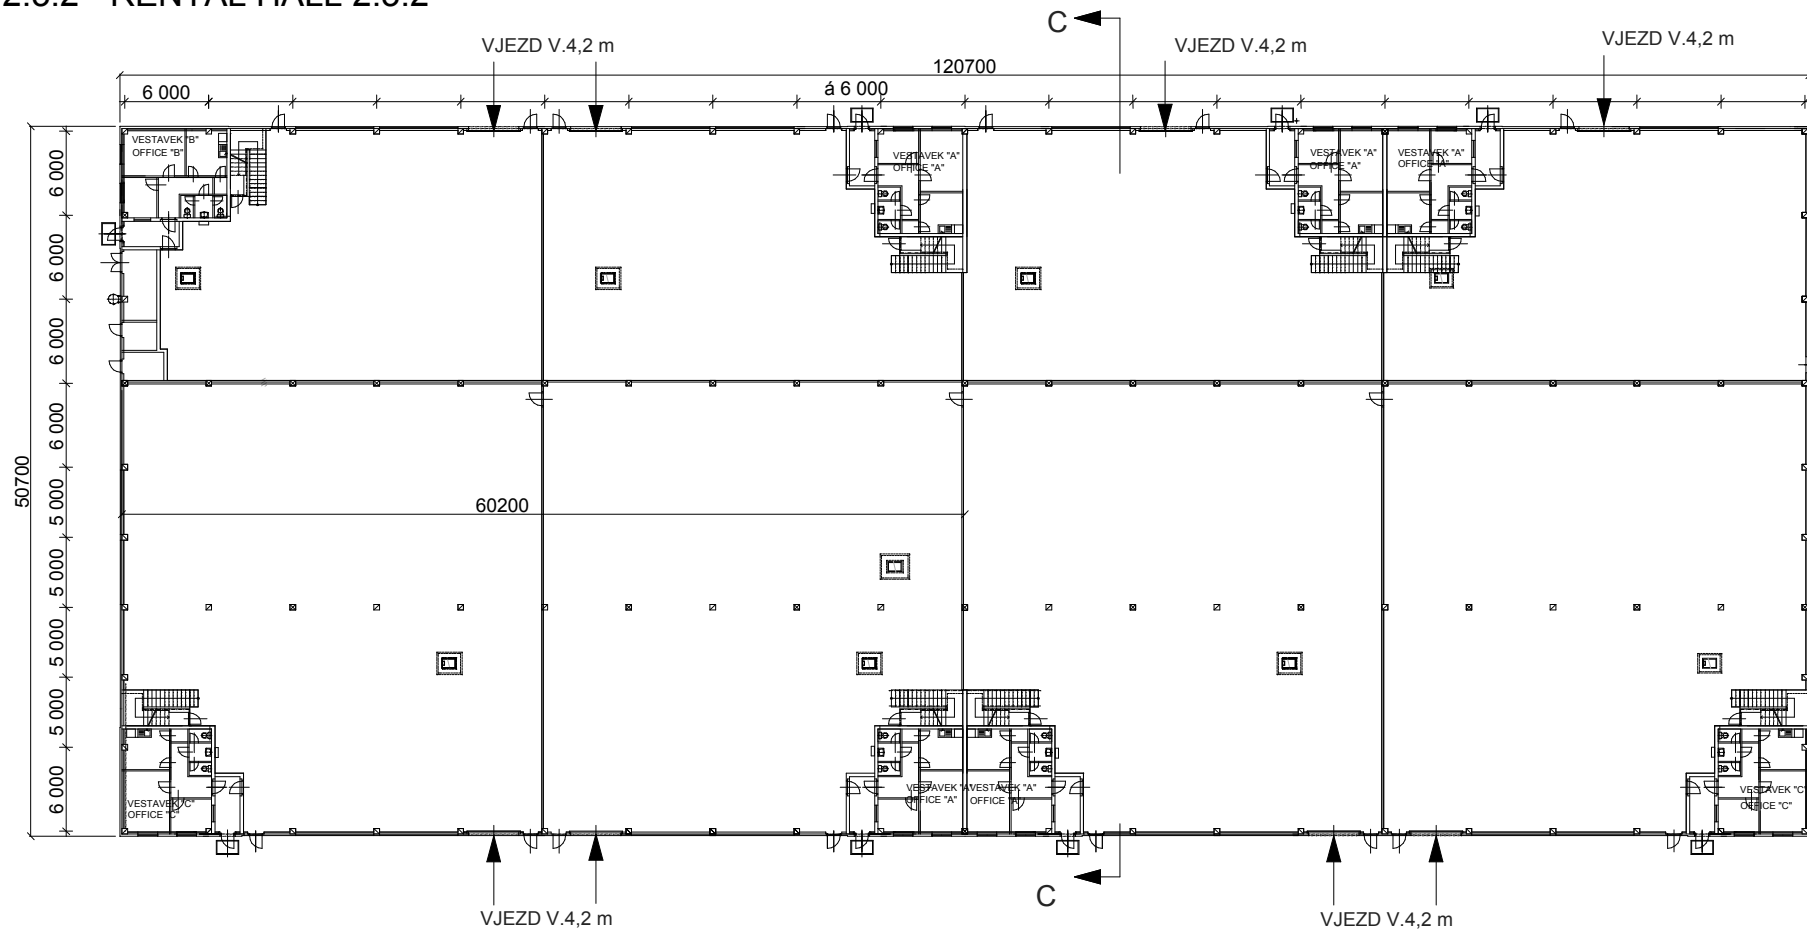 2.3.2 - RENTAL HALL 2.3.2
C
VJEZD V.4,2 m
VJEZD V.4,2 m
VJEZD V.4,2 m
120700
6 000
á 6 000
VESTAVEK "B"
OFFICE "B"
VESTAVEK "A"
OFFICE "A"
VESTAVEK "A"
OFFICE "A"
VESTAVEK "A"
OFFICE "A"
6 000
6 000
6 000
6 000
5 000
5 000
5 000
5 000
6 000
50700
60200
VESTAVEK "C"
OFFICE "C"
VESTAVEK "A"
OFFICE "A"
VESTAVEK "A"
OFFICE "A"
VESTAVEK "C"
OFFICE "C"
C
VJEZD V.4,2 m
VJEZD V.4,2 m